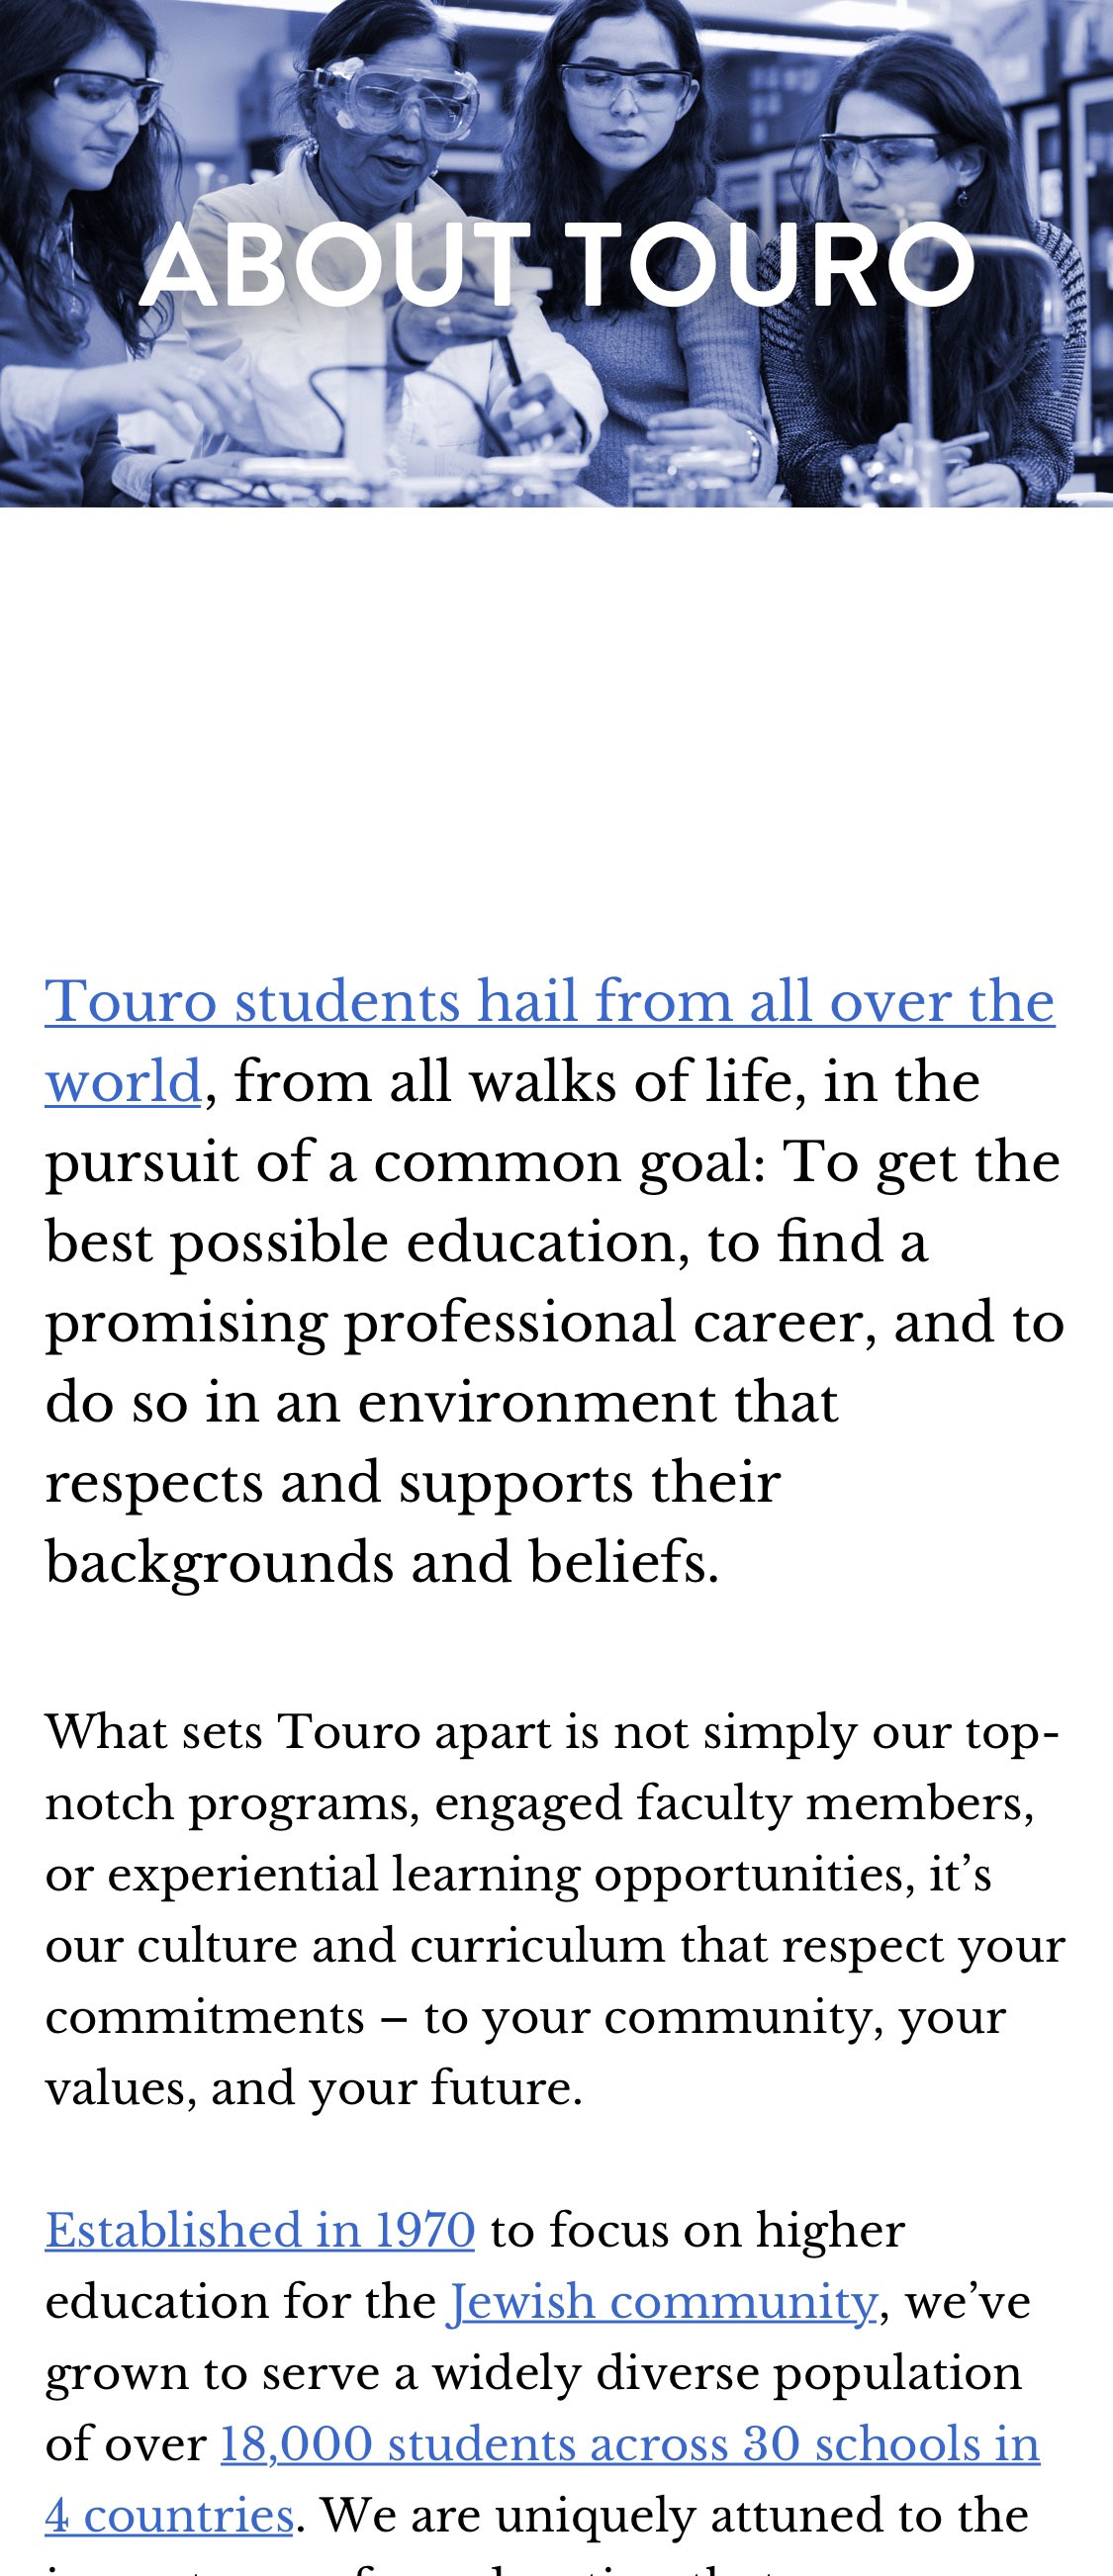 ABOUT TOURO
Touro students hail from all over the
world, from all walks of life, in the
pursuit of a common goal: To get the
best possible education, to find a
promising professional career, and to
do so in an environment that
respects and supports their
backgrounds and beliefs.
What sets Touro apart is not simply our top-
notch programs, engaged faculty members,
or experiential learning opportunities, it’s
our culture and curriculum that respect your
commitments – to your community, your
values, and your future.
Established in 1970 to focus on higher
education for the Jewish community, we’ve
grown to serve a widely diverse population
of over 18,000 students across 30 schools in
4 countries. We are uniquely attuned to the